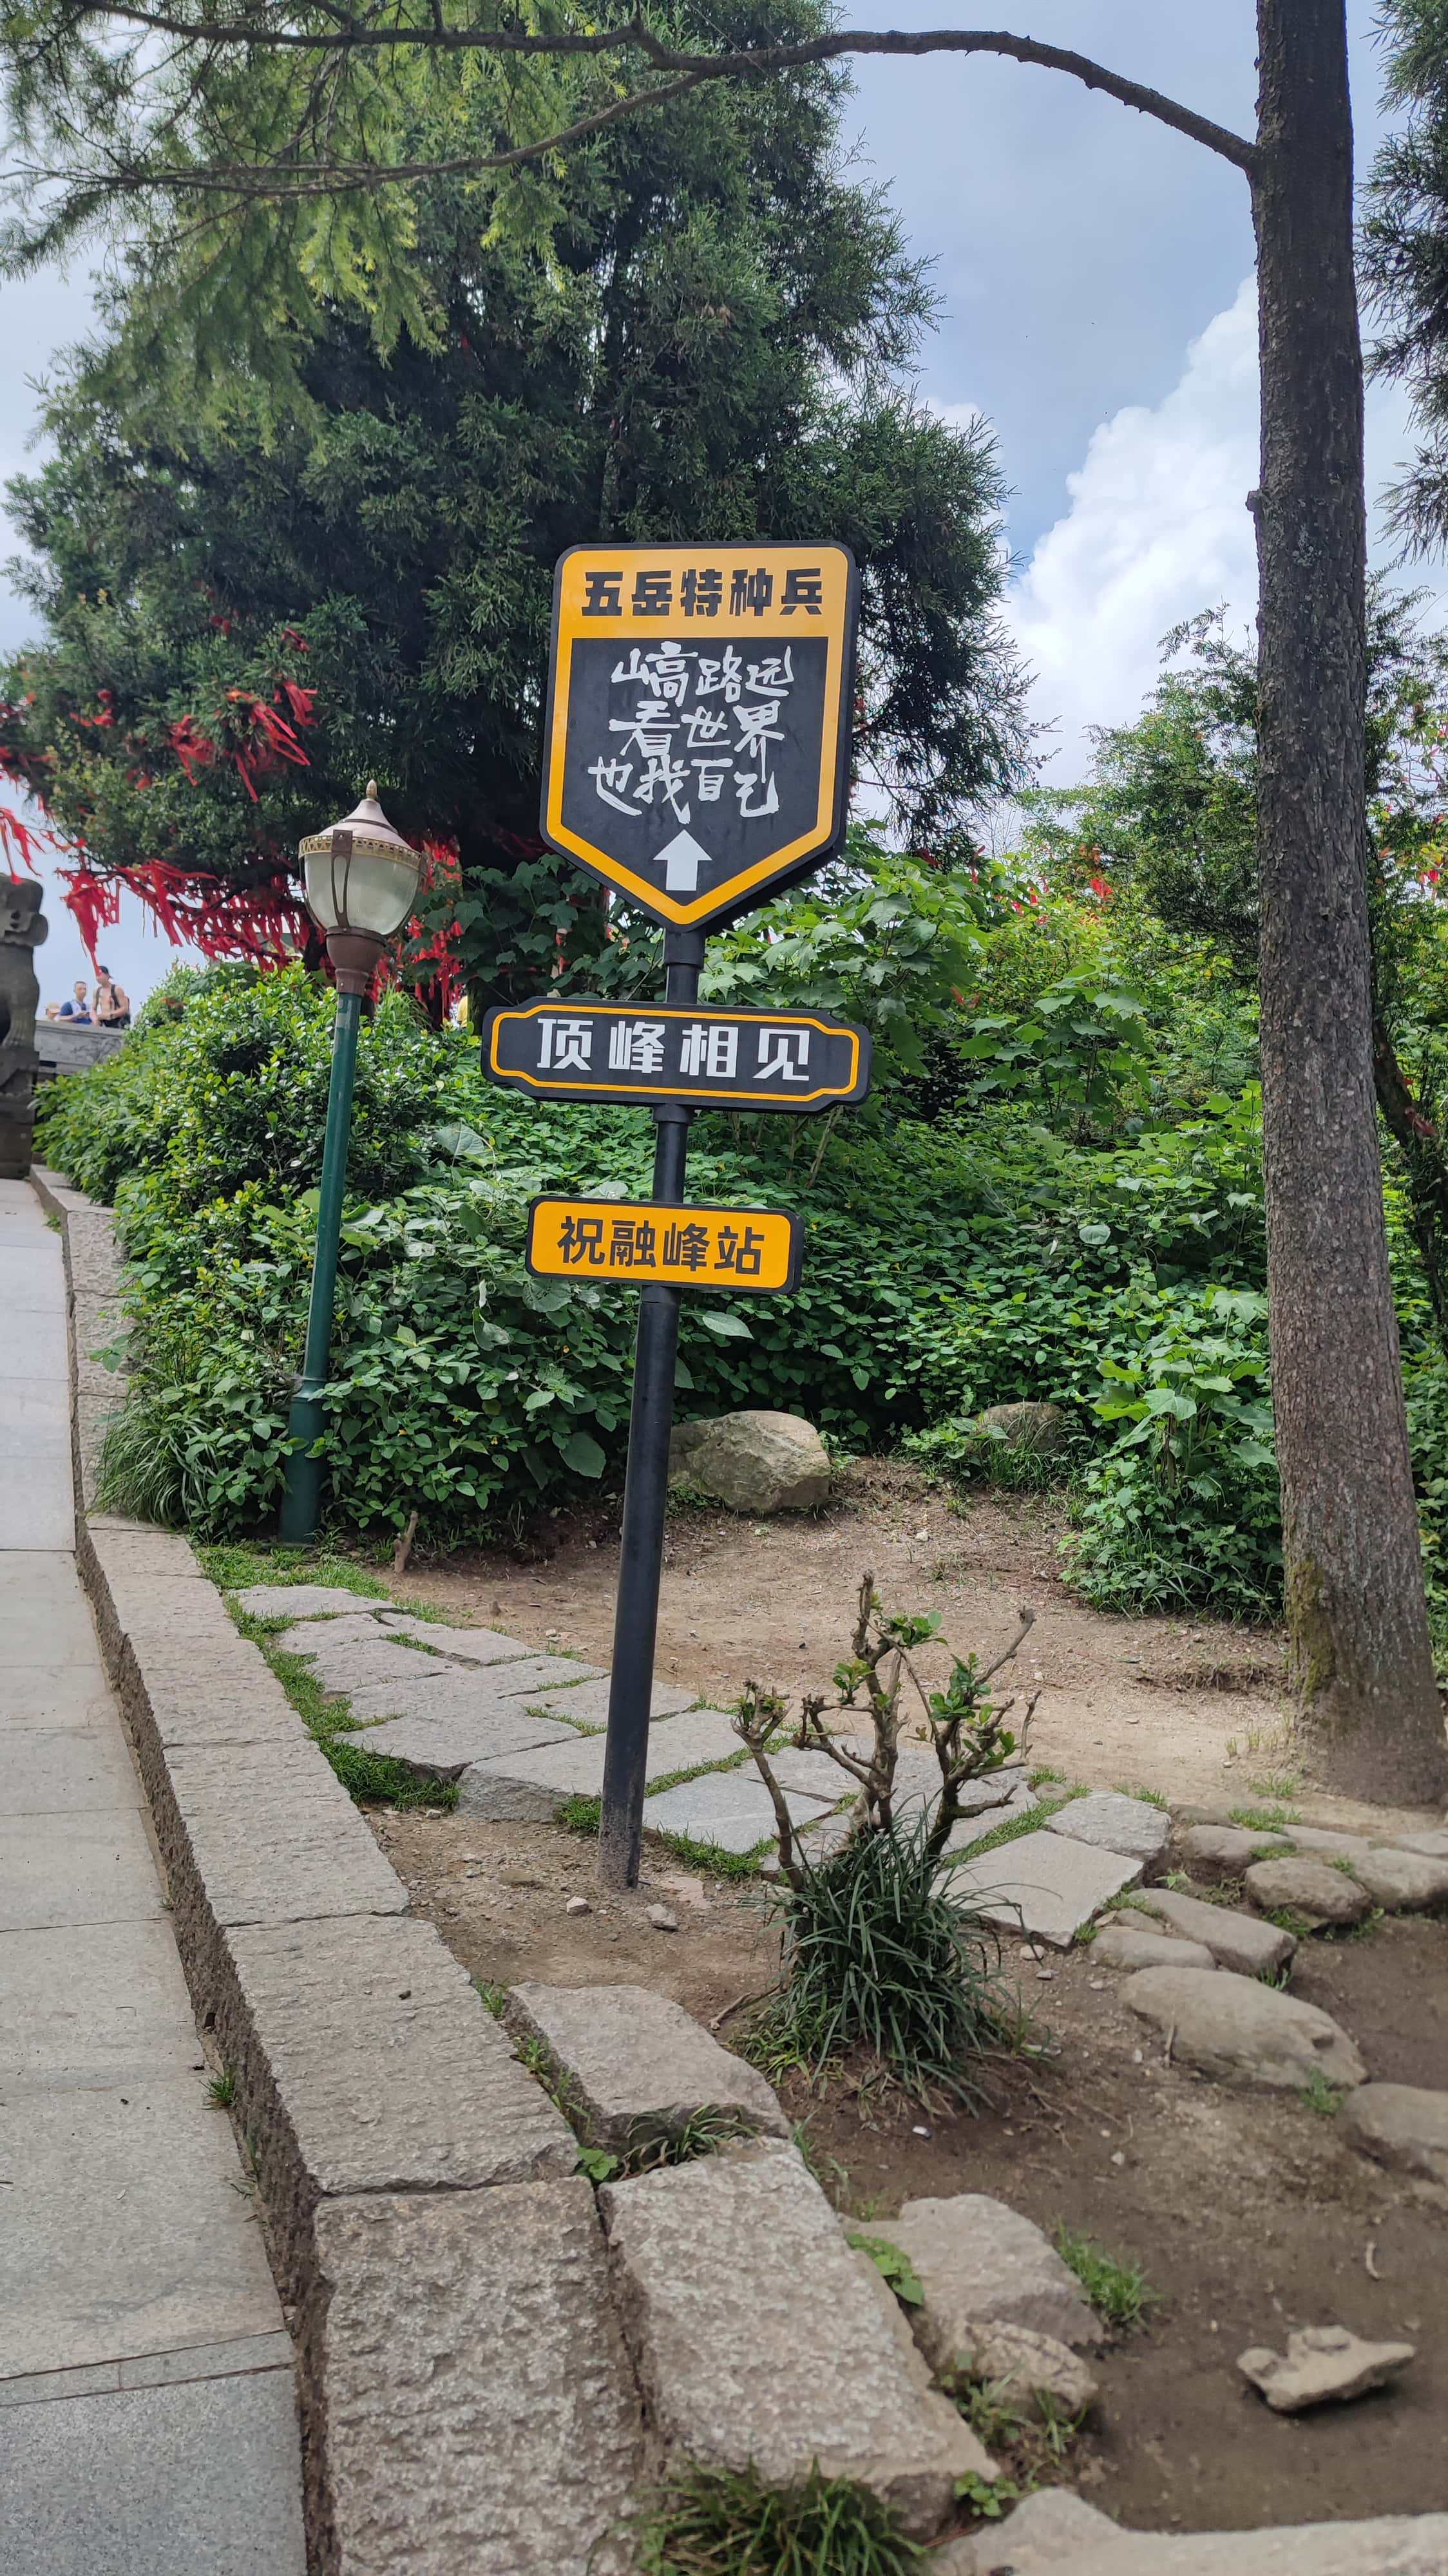 五岳特种兵
山高路远
看世界
也找自己
顶峰相见
祝融峰站